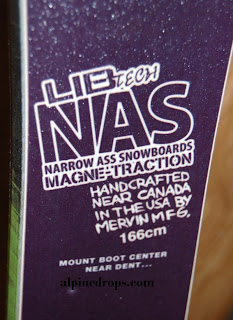 LIB TECH
NAS
NARROW ASS SNOWBOARDS
MAGNE-TRACTION
HANDCRAFTED
NEAR CANADA
IN THE USA BY
MERVIN MFG.
166cm
MOUNT BOOT CENTER
NEAR DENT...
alpinedrops.com